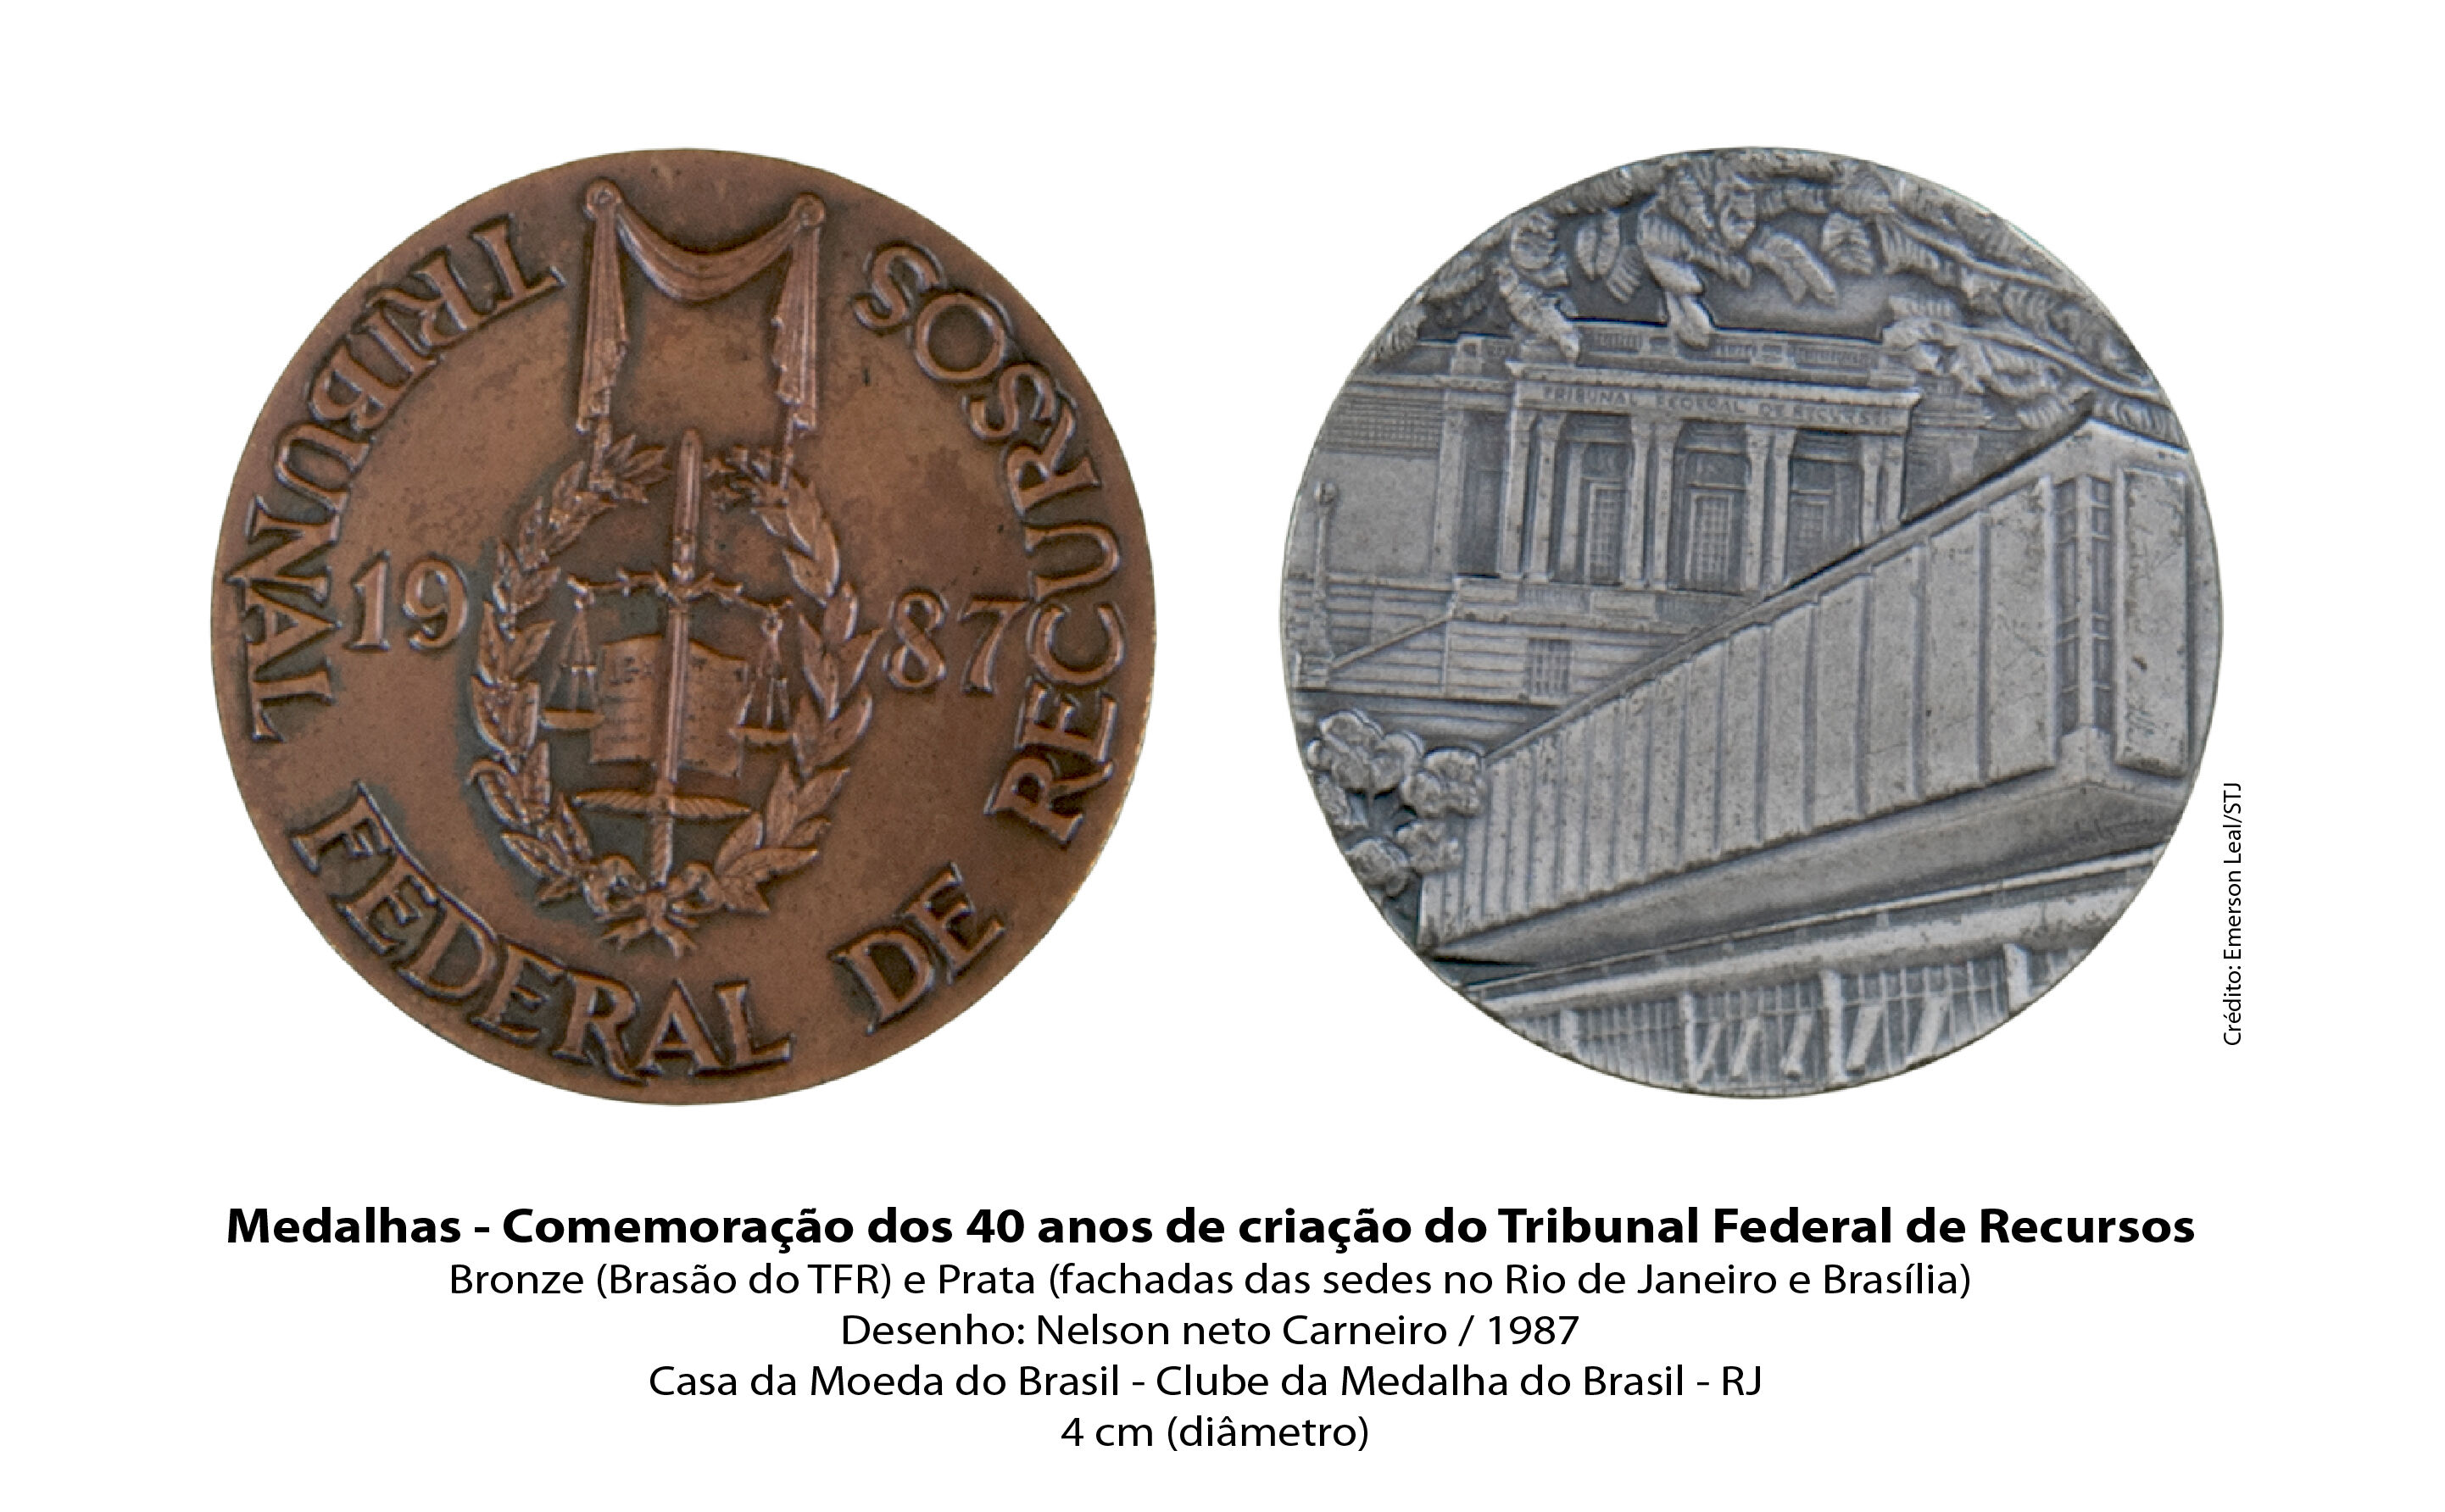 TRIBUNAL FEDERAL DE RECURSOS
1987
TRIBUNAL FEDERAL DE RECURSOS
Crédito: Emerson Leal/STJ
Medalhas - Comemoração dos 40 anos de criação do Tribunal Federal de Recursos
Bronze (Brasão do TFR) e Prata (fachadas das sedes no Rio de Janeiro e Brasília)
Desenho: Nelson neto Carneiro / 1987
Casa da Moeda do Brasil - Clube da Medalha do Brasil - RJ
4 cm (diâmetro)